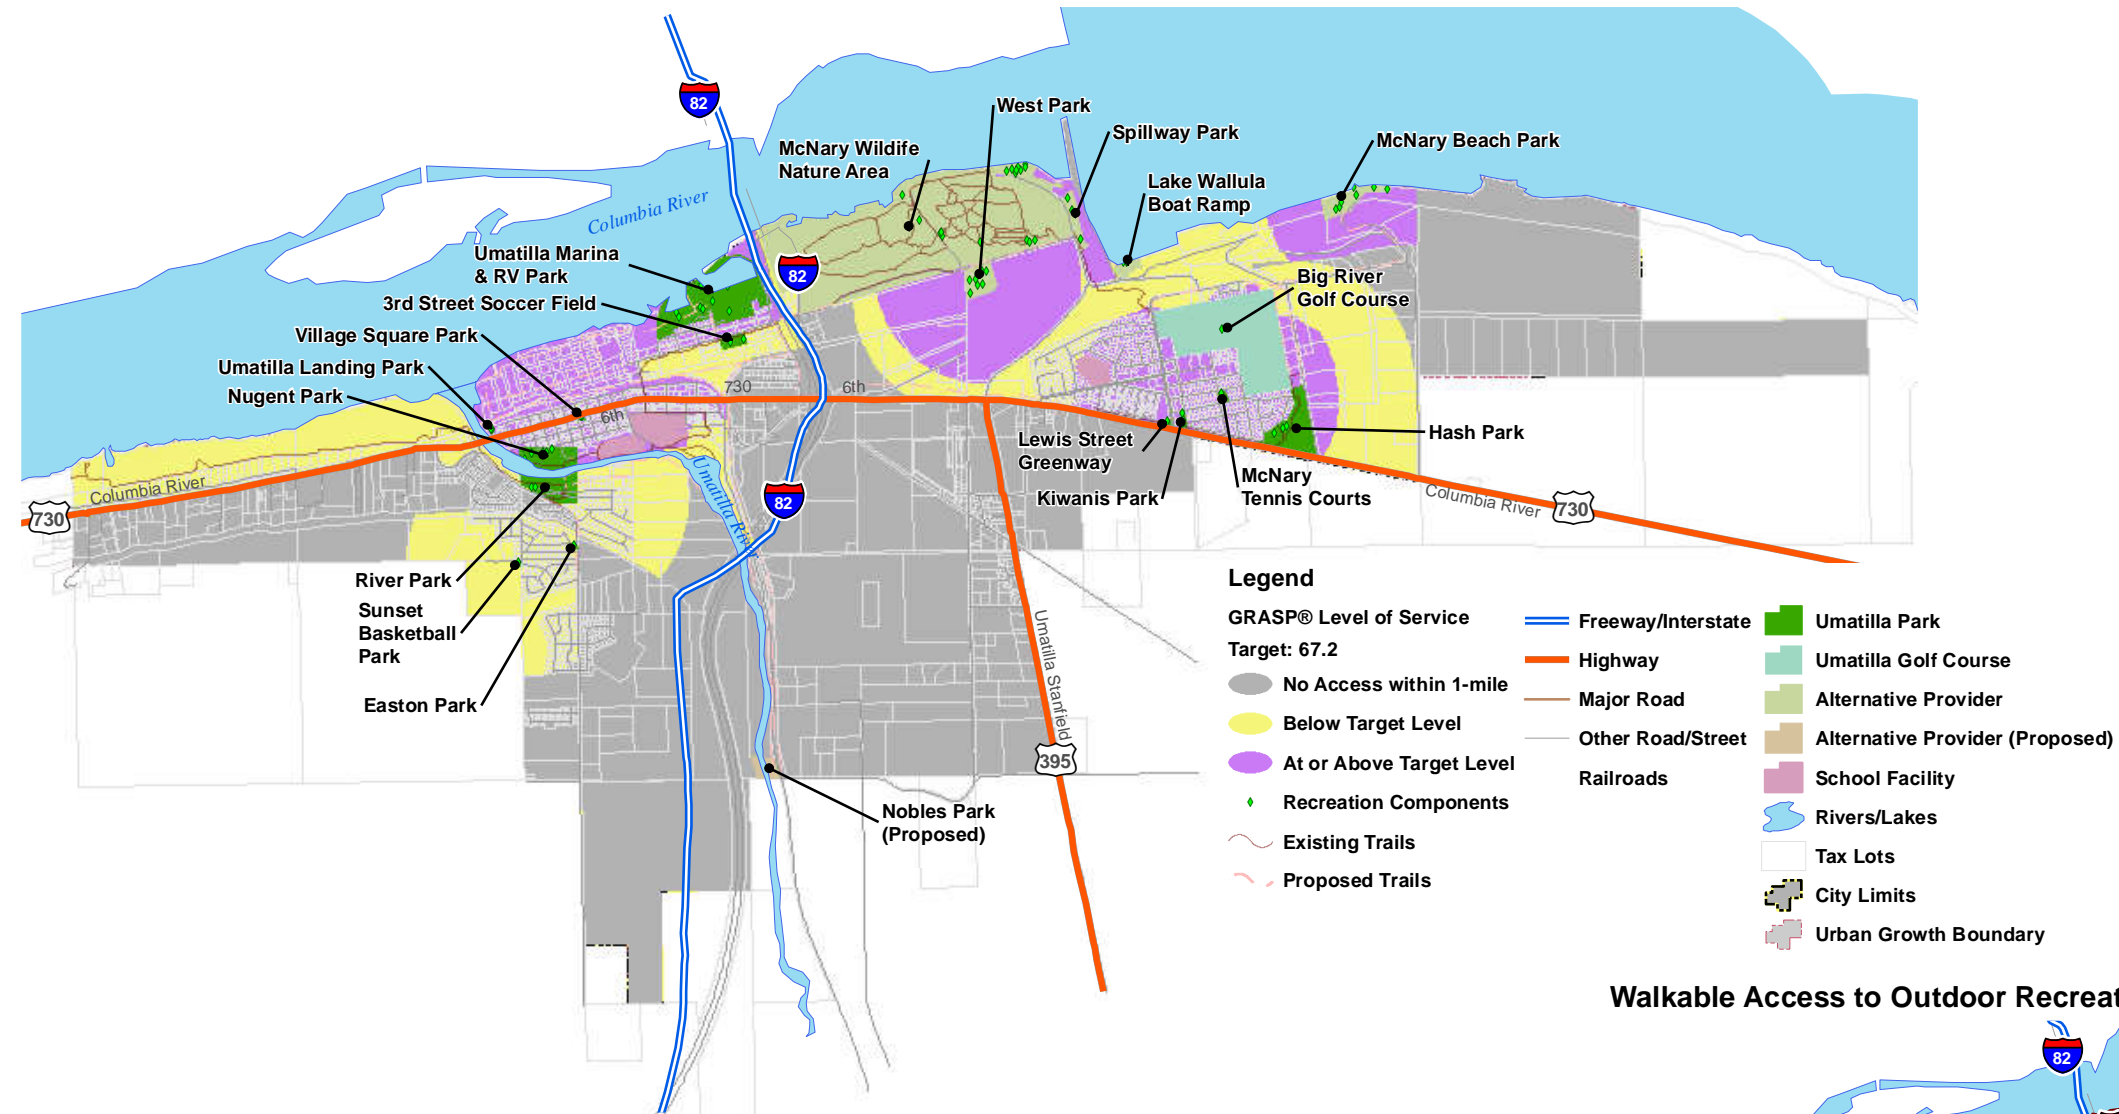 82
West Park
Spillway Park
McNary Beach Park
McNary Wildife
Nature Area
Lake Wallula
Boat Ramp
Columbia River
Umatilla Marina
& RV Park
82
Big River
Golf Course
3rd Street Soccer Field
Village Square Park
Umatilla Landing Park
Nugent Park
730
6th
6th
Lewis Street
Greenway
Hash Park
McNary
Tennis Courts
Kiwanis Park
Columbia River
730
Columbia River
730
Umatilla River
82
River Park
Sunset
Basketball
Park
Easton Park
Umatilla Stanfield
395
Nobles Park
(Proposed)
Legend
GRASP® Level of Service
Target: 67.2
No Access within 1-mile
Below Target Level
At or Above Target Level
Recreation Components
Existing Trails
Proposed Trails
Freeway/Interstate
Highway
Major Road
Other Road/Street
Railroads
Umatilla Park
Umatilla Golf Course
Alternative Provider
Alternative Provider (Proposed)
School Facility
Rivers/Lakes
Tax Lots
City Limits
Urban Growth Boundary
Walkable Access to Outdoor Recreat
82